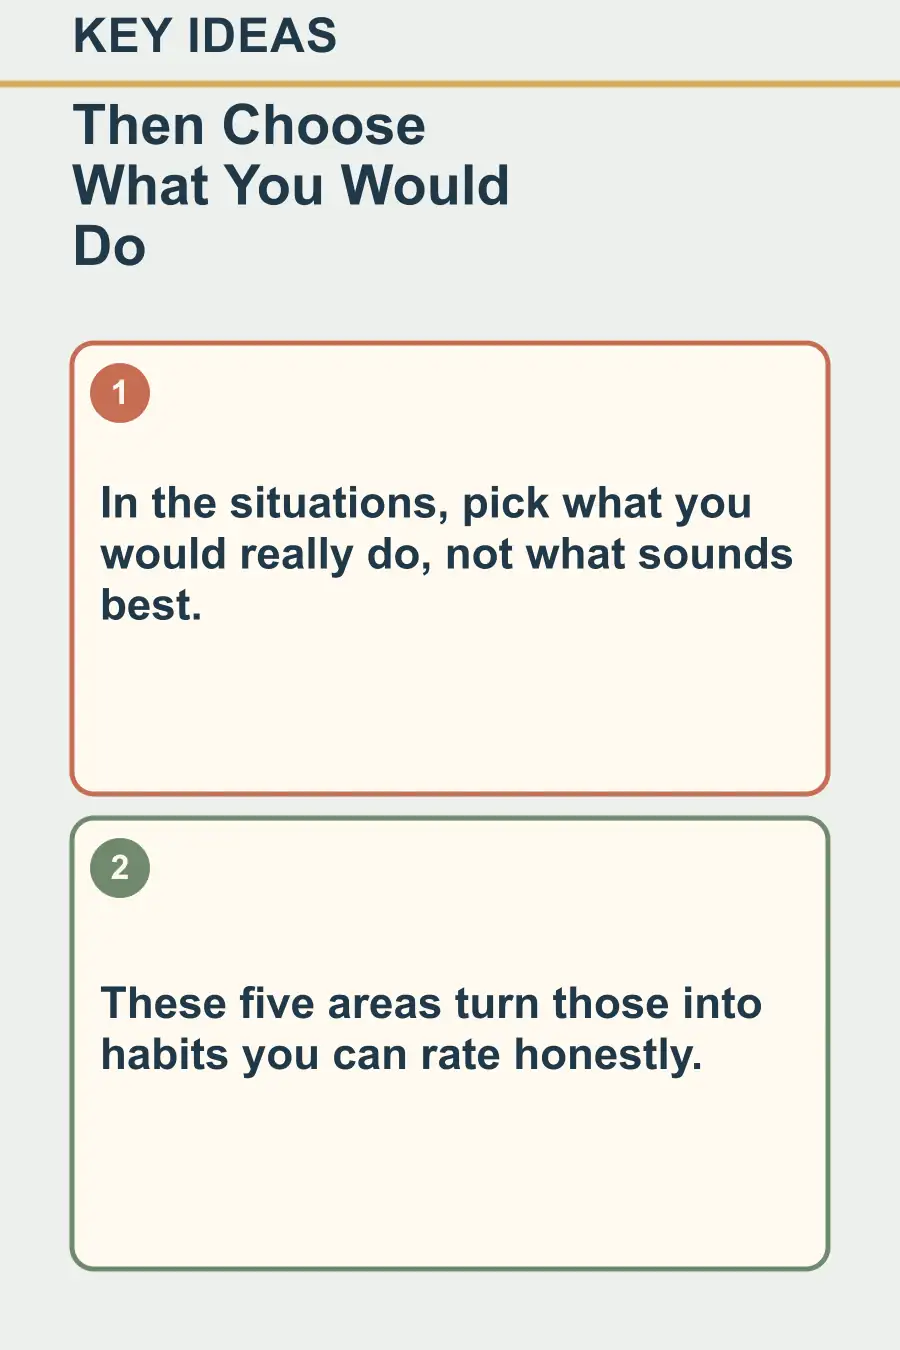 KEY IDEAS
Then Choose
What You Would
Do
1
In the situations, pick what you
would really do, not what sounds
best.
2
These five areas turn those into
habits you can rate honestly.